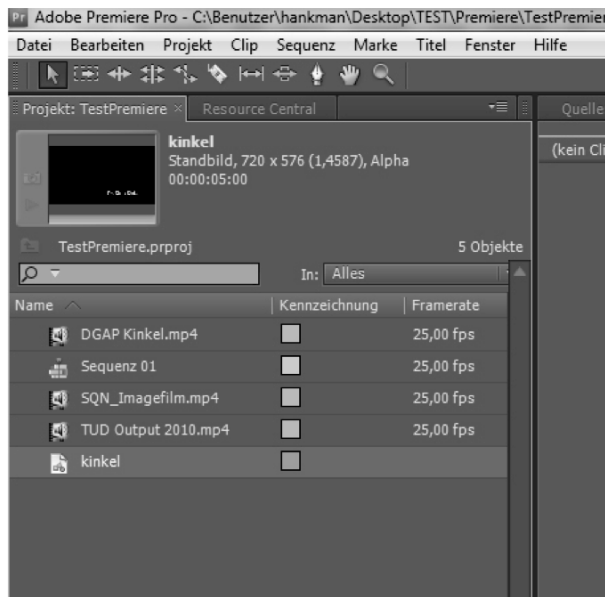 Pr Adobe Premiere Pro - C:\Benutzer\hankman\Desktop\TEST\Premiere\TestPremier
Datei Bearbeiten Projekt Clip Sequenz Marke Titel Fenster Hilfe
Projekt: TestPremiere × Resource Central Quelle
kinkel
Standbild, 720 x 576 (1,4587), Alpha
00:00:05:00
(kein Cli
TestPremiere.prproj 5 Objekte
In: Alles
Name Kennzeichnung Framerate
DGAP Kinkel.mp4 25,00 fps
Sequenz 01 25,00 fps
SQN_Imagefilm.mp4 25,00 fps
TUD Output 2010.mp4 25,00 fps
kinkel